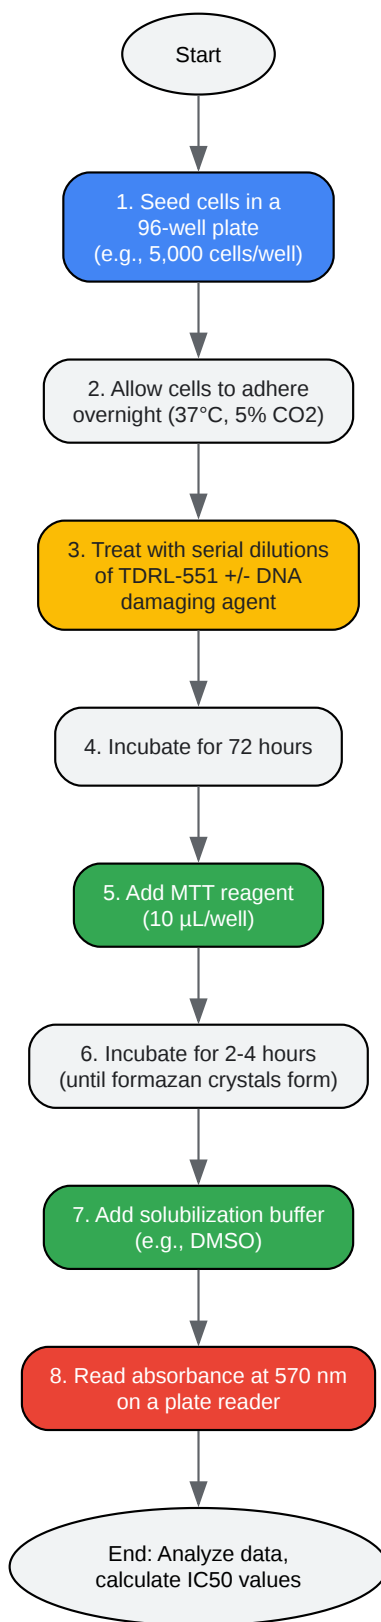 Start
1. Seed cells in a
96-well plate
(e.g., 5,000 cells/well)
2. Allow cells to adhere
overnight (37°C, 5% CO2)
3. Treat with serial dilutions
of TDRL-551 +/- DNA
damaging agent
4. Incubate for 72 hours
5. Add MTT reagent
(10 µL/well)
6. Incubate for 2-4 hours
(until formazan crystals form)
7. Add solubilization buffer
(e.g., DMSO)
8. Read absorbance at 570 nm
on a plate reader
End: Analyze data,
calculate IC50 values